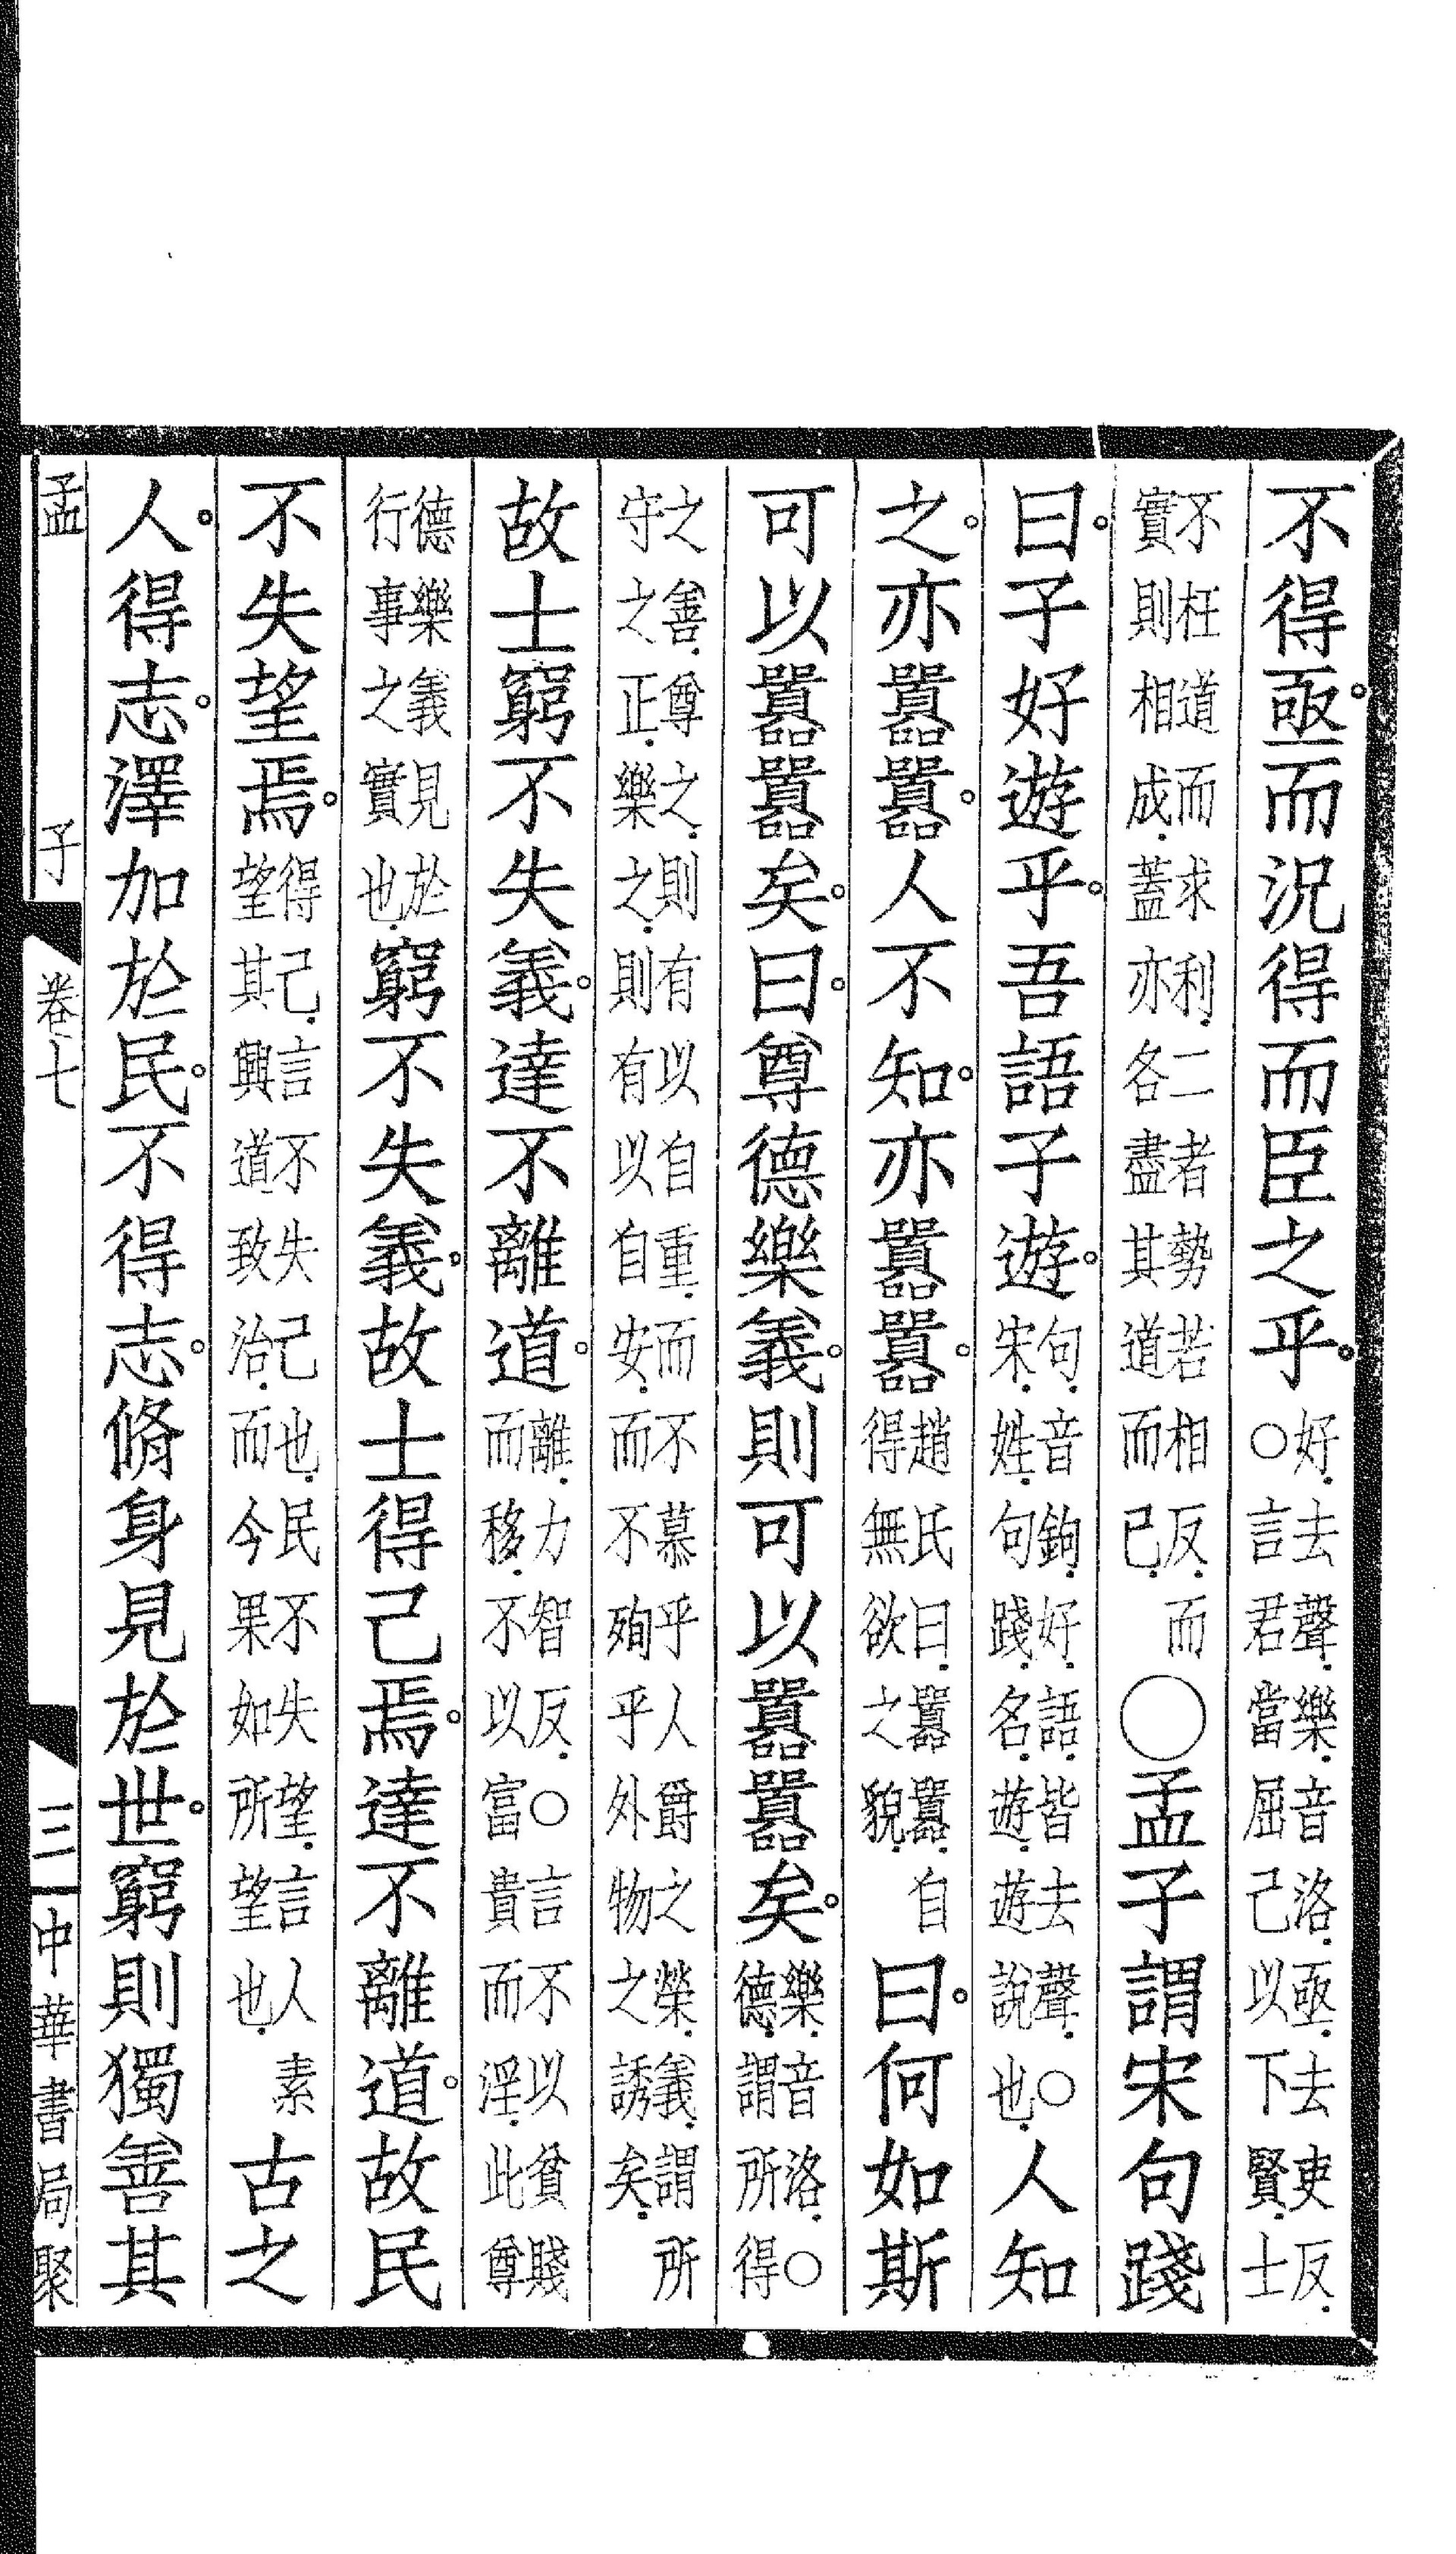 不得亟。而況得而臣之乎。好.去聲.樂.音洛.亟.去吏反.○言君當屈己以下賢.士
不枉道而求利.二者勢若相反.而實則相成.蓋亦各盡其道而已.○孟子謂宋句踐
曰。子好遊乎。吾語子遊。句.音鉤.好.語.皆去聲.○宋.姓.句踐.名.遊.遊說也.人知
之。亦囂囂。人不知。亦囂囂。趙氏曰.囂囂.自得無欲之貌.曰。何如斯
可以囂囂矣。曰。尊德樂義。則可以囂囂矣。樂.音洛.○德.謂所得
之善.尊之.則有以自重.而不慕乎人爵之榮.義.謂所守之正.樂之.則有以自安.而不殉乎外物之誘矣.
故士窮不失義。達不離道。離.力智反.○言不以貧賤而移.不以富貴而淫.此尊
德樂義見於行事之實也.窮不失義。故士得己焉。達不離道。故民
不失望焉。得己.言不失己也.民不失望.言人素望其興道致治.而今果如所望也.古之
人。得志。澤加於民。不得志。脩身見於世。窮則獨善其
孟子 卷七 三 中華書局聚